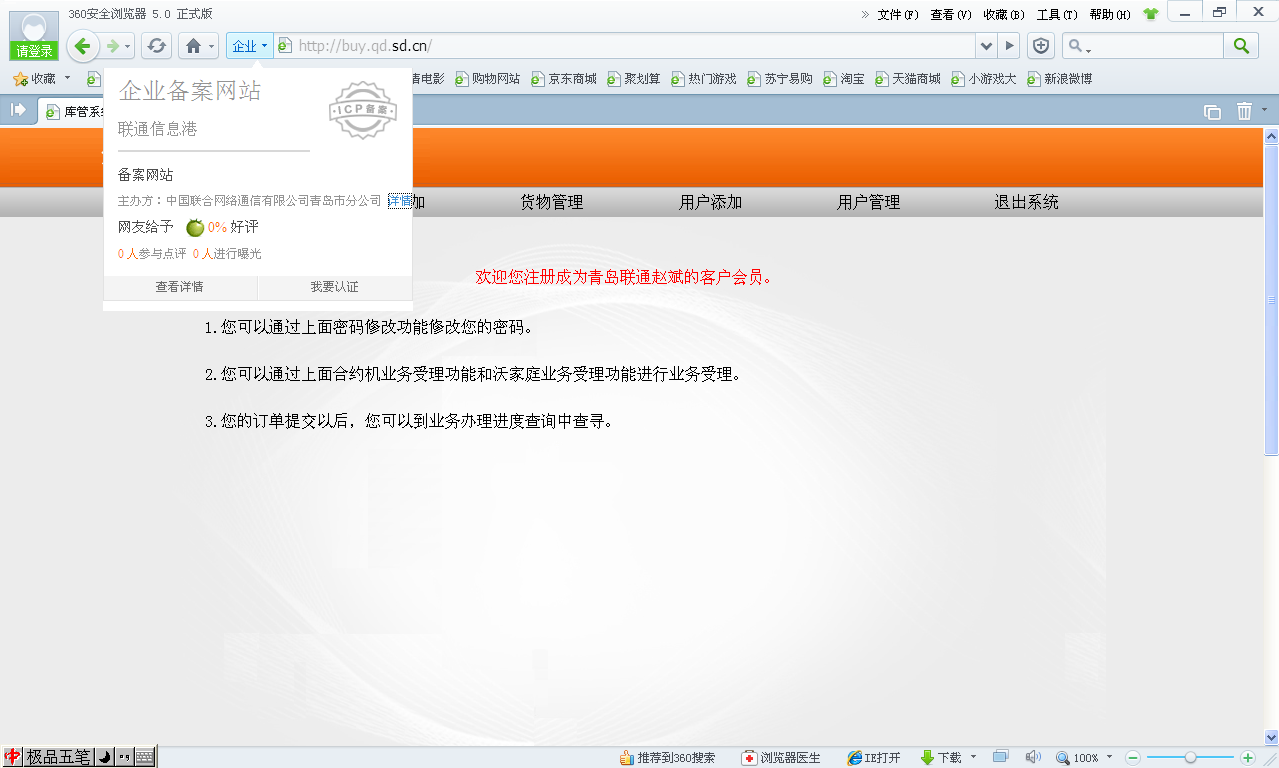 360安全浏览器 5.0 正式版
» 文件(F) 查看(V) 收藏(B) 工具(T) 帮助(H)
请登录
企业 http://buy.qd.sd.cn/
收藏 电影 购物网站 京东商城 聚划算 热门游戏 苏宁易购 淘宝 天猫商城 小游戏大 新浪微博
库管系
企业备案网站
ICP备案
联通信息港
备案网站
主办方：中国联合网络通信有限公司青岛市分公司 详情
网友给予 0% 好评
0 人参与点评 0 人进行曝光
查看详情 我要认证
加 货物管理 用户添加 用户管理 退出系统
欢迎您注册成为青岛联通赵斌的客户会员。
1.您可以通过上面密码修改功能修改您的密码。
2.您可以通过上面合约机业务受理功能和沃家庭业务受理功能进行业务受理。
3.您的订单提交以后，您可以到业务办理进度查询中查寻。
中 极品五笔 推荐到360搜索 浏览器医生 IE打开 下载 100%